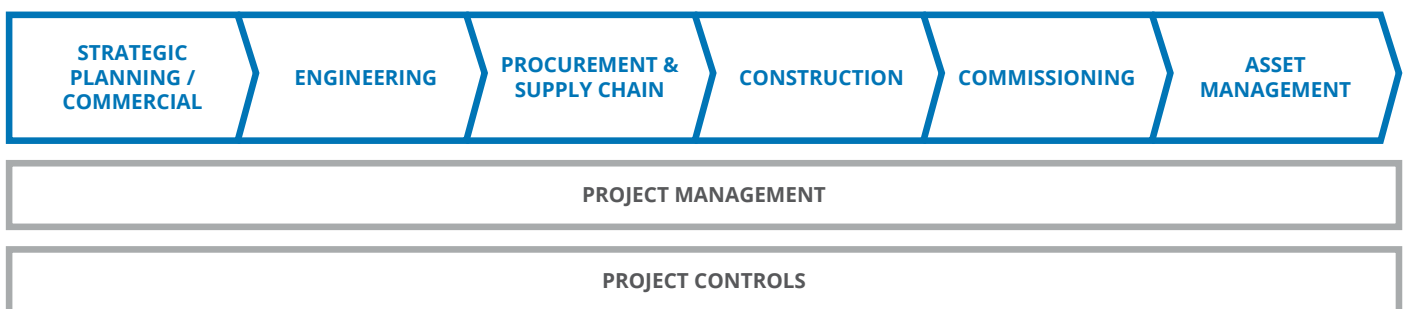 STRATEGIC
PLANNING /
COMMERCIAL
ENGINEERING
PROCUREMENT &
SUPPLY CHAIN
CONSTRUCTION
COMMISSIONING
ASSET
MANAGEMENT
PROJECT MANAGEMENT
PROJECT CONTROLS